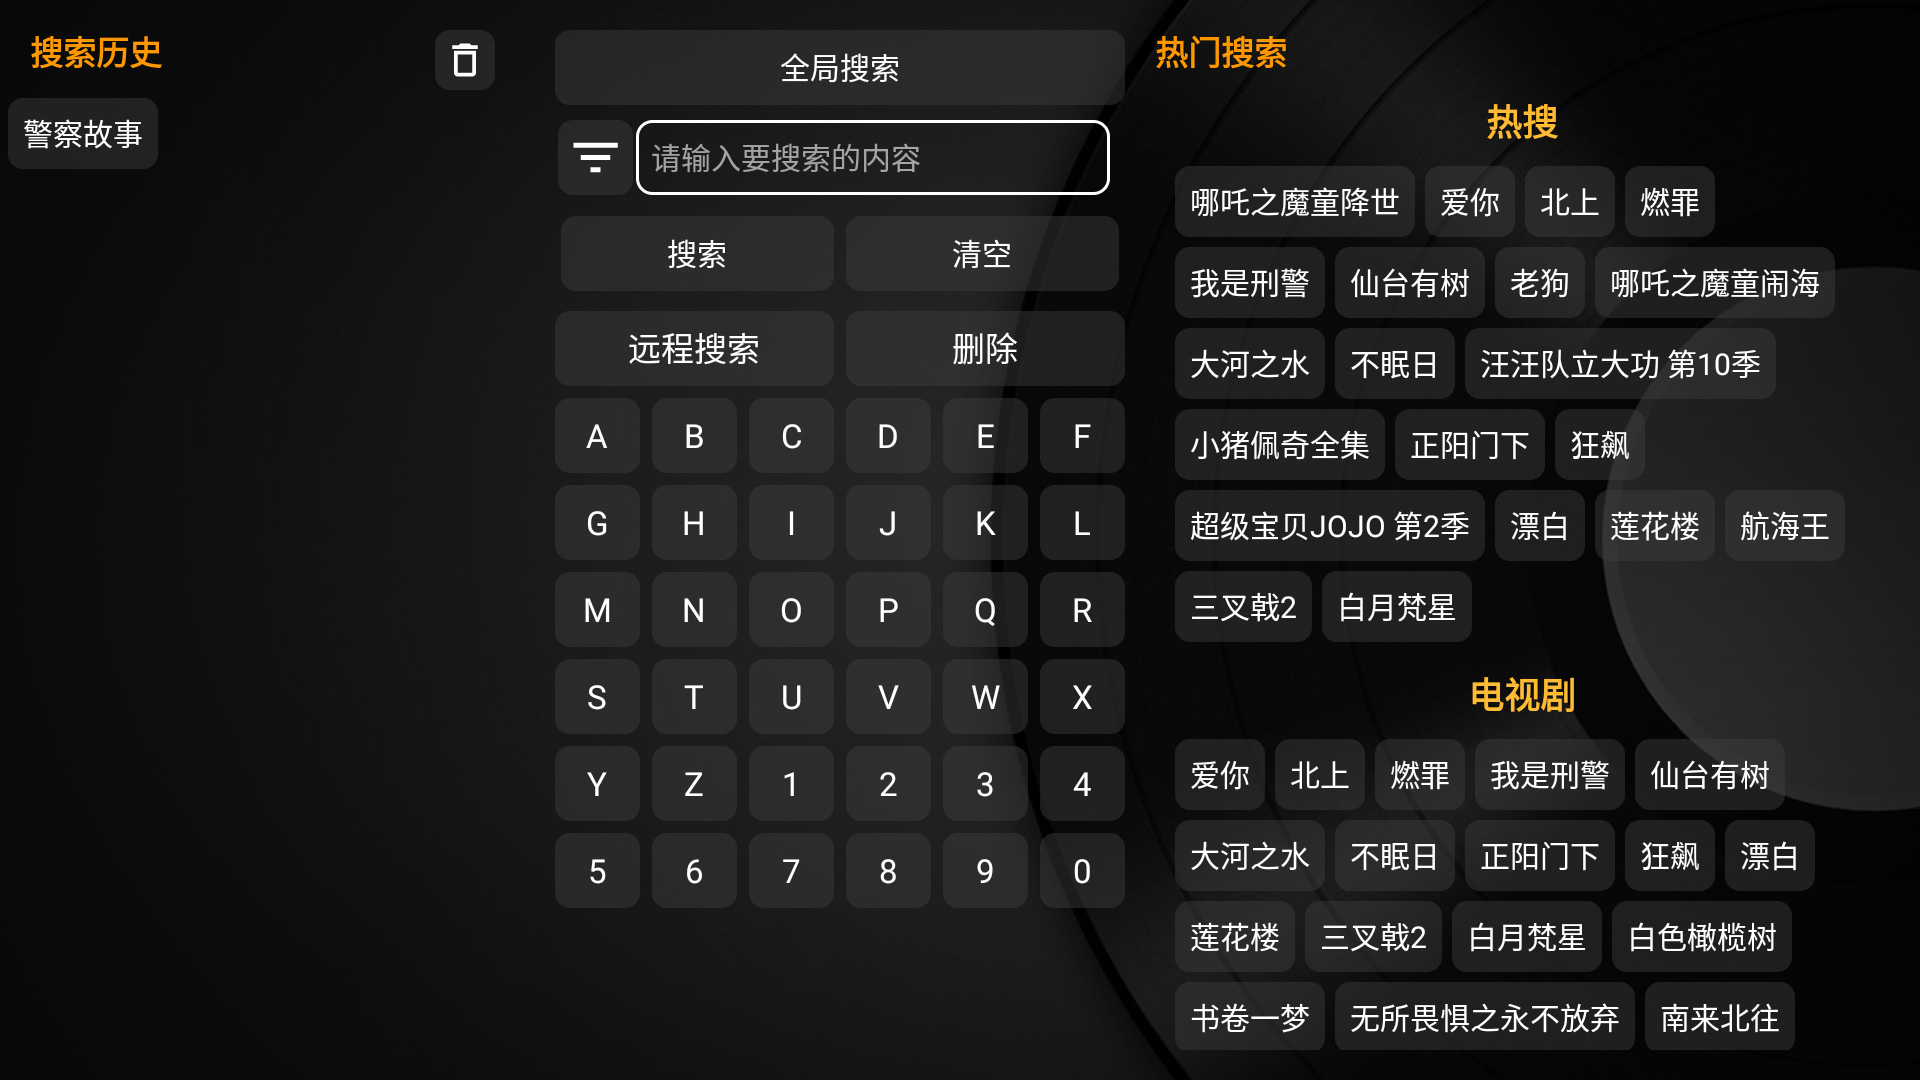 搜索历史
警察故事
全局搜索
请输入要搜索的内容
搜索 清空
远程搜索 删除
A B C D E F
G H I J K L
M N O P Q R
S T U V W X
Y Z 1 2 3 4
5 6 7 8 9 0
热门搜索
热搜
哪吒之魔童降世 爱你 北上 燃罪
我是刑警 仙台有树 老狗 哪吒之魔童闹海
大河之水 不眠日 汪汪队立大功 第10季
小猪佩奇全集 正阳门下 狂飙
超级宝贝JOJO 第2季 漂白 莲花楼 航海王
三叉戟2 白月梵星
电视剧
爱你 北上 燃罪 我是刑警 仙台有树
大河之水 不眠日 正阳门下 狂飙 漂白
莲花楼 三叉戟2 白月梵星 白色橄榄树
书卷一梦 无所畏惧之永不放弃 南来北往